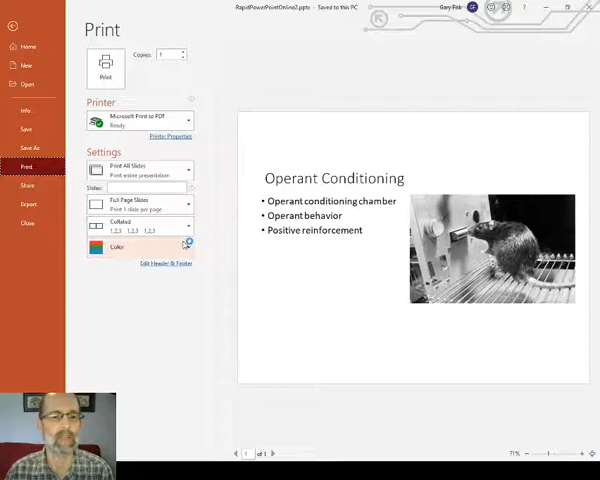 RapidPowerPointOnline2.pptx - Saved to this PC
Gary Fisk
GF
?
Print
Home
New
Open
Info
Save
Save As
Print
Share
Export
Close
Print
Copies: 1
Printer
Microsoft Print to PDF
Ready
Printer Properties
Settings
Print All Slides
Print entire presentation
Slides:
Full Page Slides
Print 1 slide per page
Collated
1,2,3 1,2,3 1,2,3
Color
Edit Header & Footer
Operant Conditioning
• Operant conditioning chamber
• Operant behavior
• Positive reinforcement
1 of 1
71%